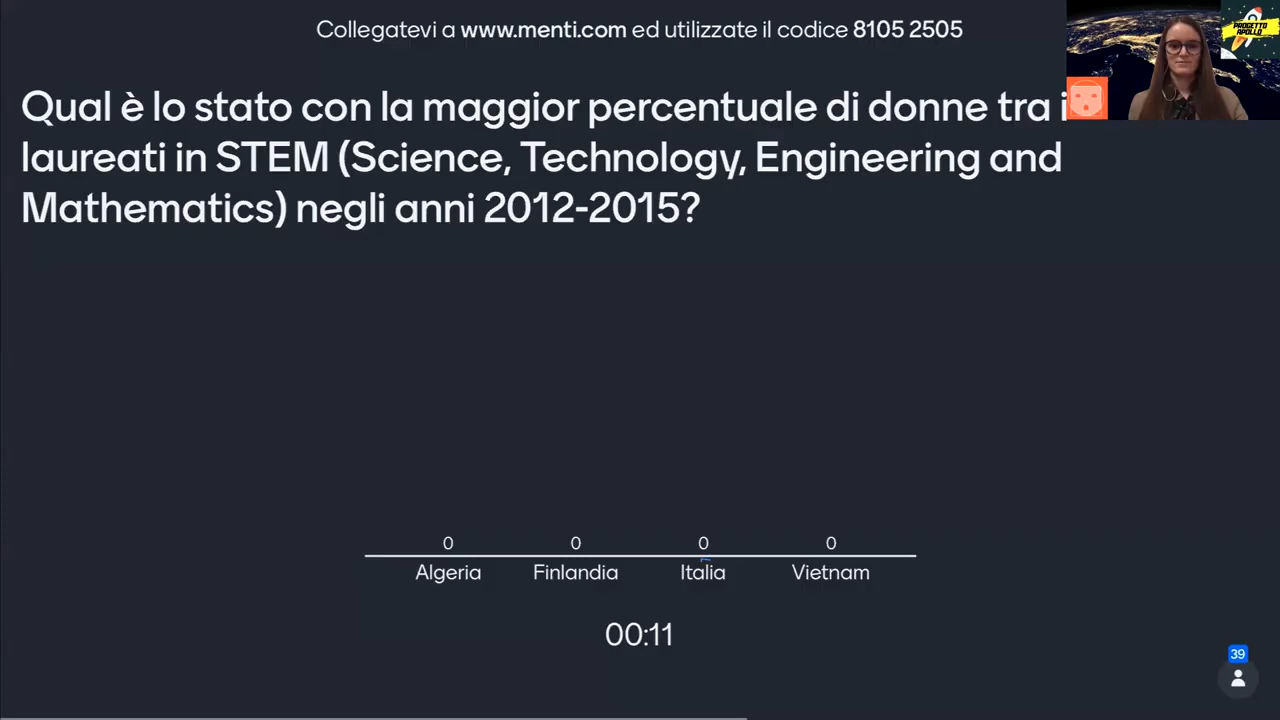 Collegatevi a www.menti.com ed utilizzate il codice 8105 2505
PROGETTO
APOLLO
Qual è lo stato con la maggior percentuale di donne tra i
laureati in STEM (Science, Technology, Engineering and
Mathematics) negli anni 2012-2015?
0 0 0 0
Algeria Finlandia Italia Vietnam
00:11
39